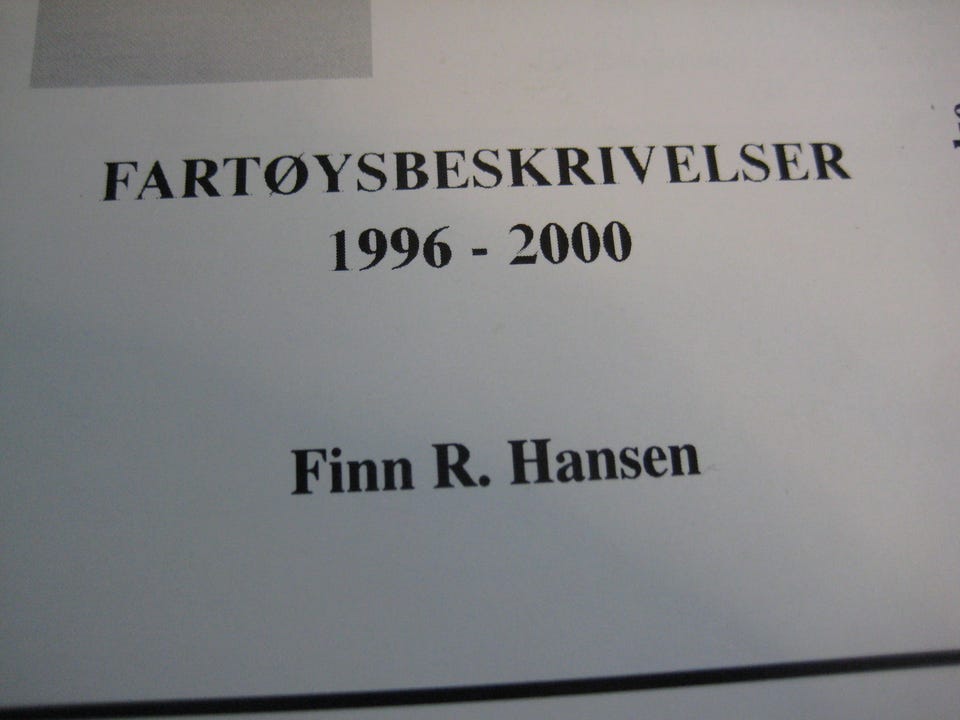 FARTØYSBESKRIVELSER
1996 - 2000
Finn R. Hansen